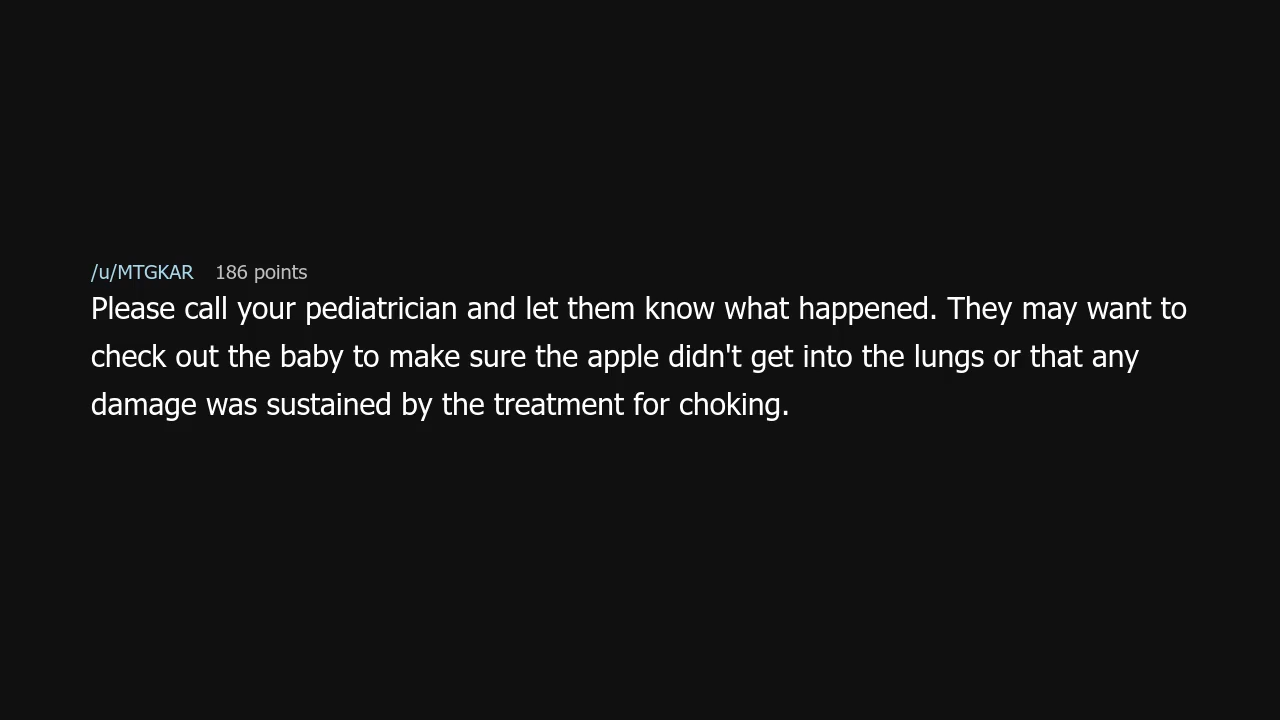 /u/MTGKAR 186 points
Please call your pediatrician and let them know what happened. They may want to
check out the baby to make sure the apple didn't get into the lungs or that any
damage was sustained by the treatment for choking.